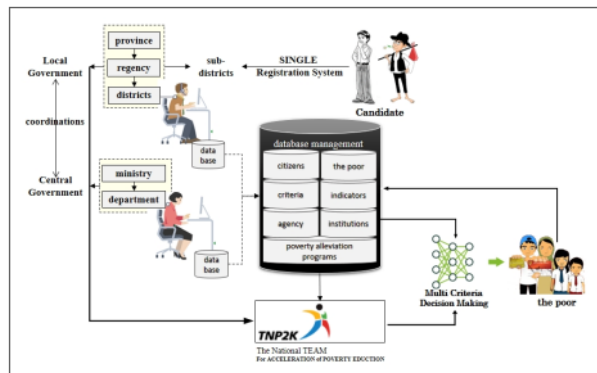 province
Local
Government
regency
districts
sub-
districts
SINGLE
Registration System
Candidate
coordinations
data
base
Central
Government
ministry
department
data
base
database management
citizens
the poor
criteria
indicators
agency
institutions
poverty alleviation
programs
Multi Criteria
Decision Making
the poor
TNP2K
The National TEAM
For ACCELERATION of POVERTY EDUCTION